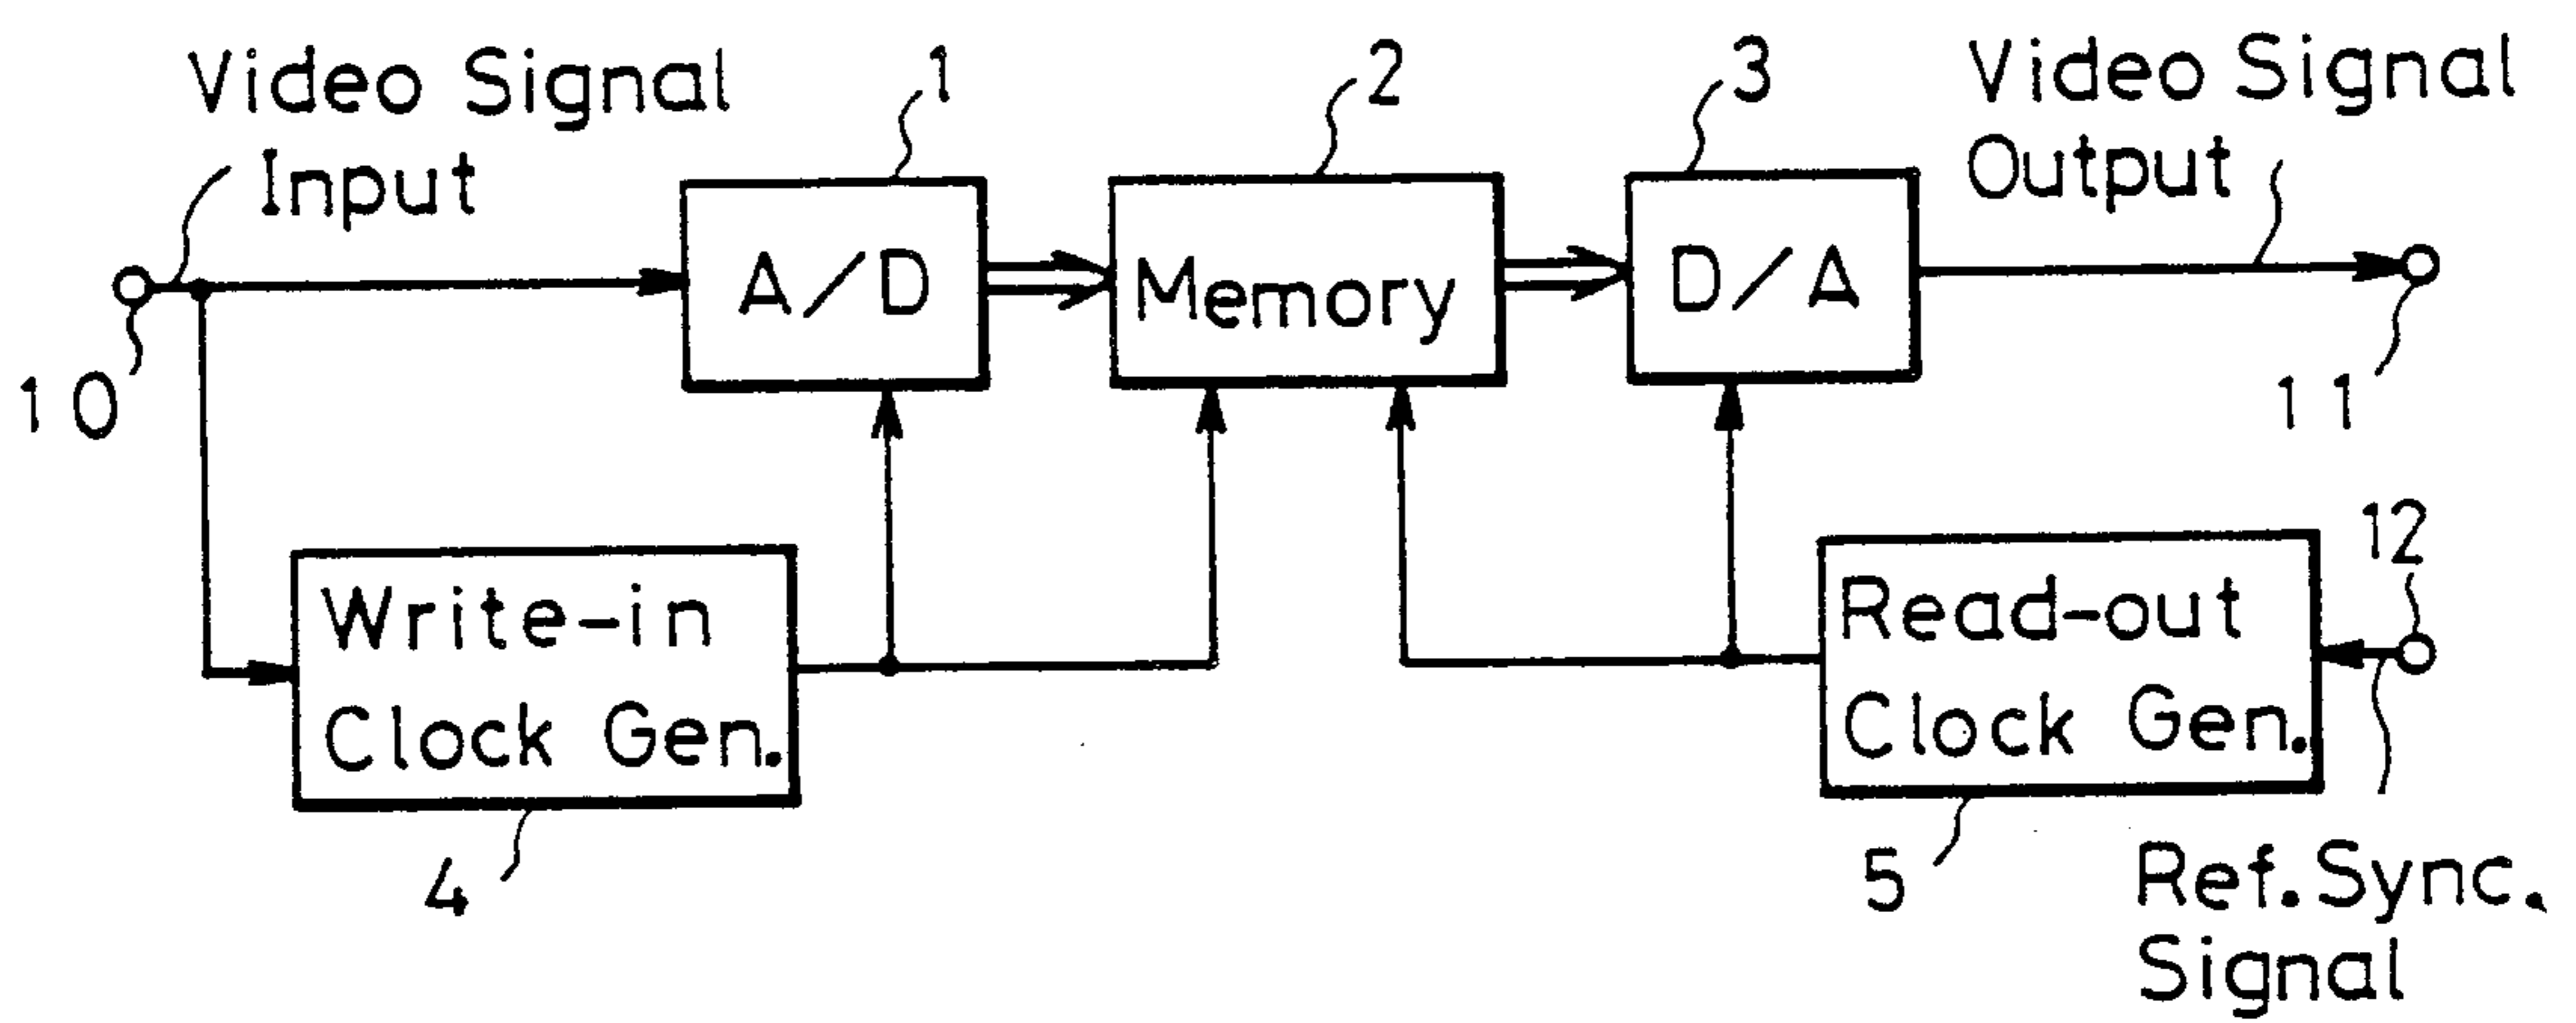 Video Signal
Input
1
2
3
Video Signal
Output
A/D
Memory
D/A
10
11
12
Write-in
Clock Gen.
Read-out
Clock Gen.
4
5
Ref. Sync.
Signal